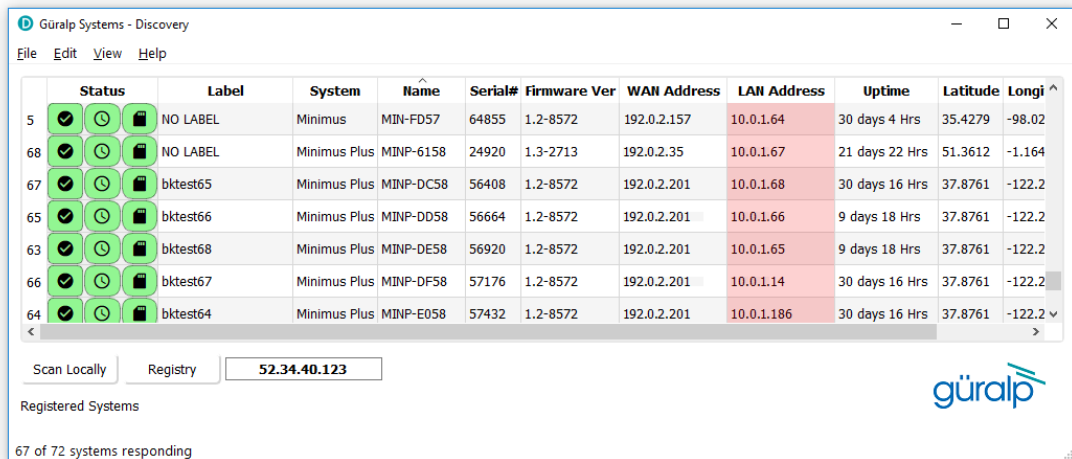 Güralp Systems - Discovery
File Edit View Help
Status Label System Name Serial# Firmware Ver WAN Address LAN Address Uptime Latitude Longi
5 NO LABEL Minimus MIN-FD57 64855 1.2-8572 192.0.2.157 10.0.1.64 30 days 4 Hrs 35.4279 -98.02
68 NO LABEL Minimus Plus MINP-6158 24920 1.3-2713 192.0.2.35 10.0.1.67 21 days 22 Hrs 51.3612 -1.164
67 bktest65 Minimus Plus MINP-DC58 56408 1.2-8572 192.0.2.201 10.0.1.68 30 days 16 Hrs 37.8761 -122.2
65 bktest66 Minimus Plus MINP-DD58 56664 1.2-8572 192.0.2.201 10.0.1.66 9 days 18 Hrs 37.8761 -122.2
63 bktest68 Minimus Plus MINP-DE58 56920 1.2-8572 192.0.2.201 10.0.1.65 9 days 18 Hrs 37.8761 -122.2
66 bktest67 Minimus Plus MINP-DF58 57176 1.2-8572 192.0.2.201 10.0.1.14 30 days 16 Hrs 37.8761 -122.2
64 bktest64 Minimus Plus MINP-E058 57432 1.2-8572 192.0.2.201 10.0.1.186 30 days 16 Hrs 37.8761 -122.2
Scan Locally Registry 52.34.40.123
güralp
Registered Systems
67 of 72 systems responding